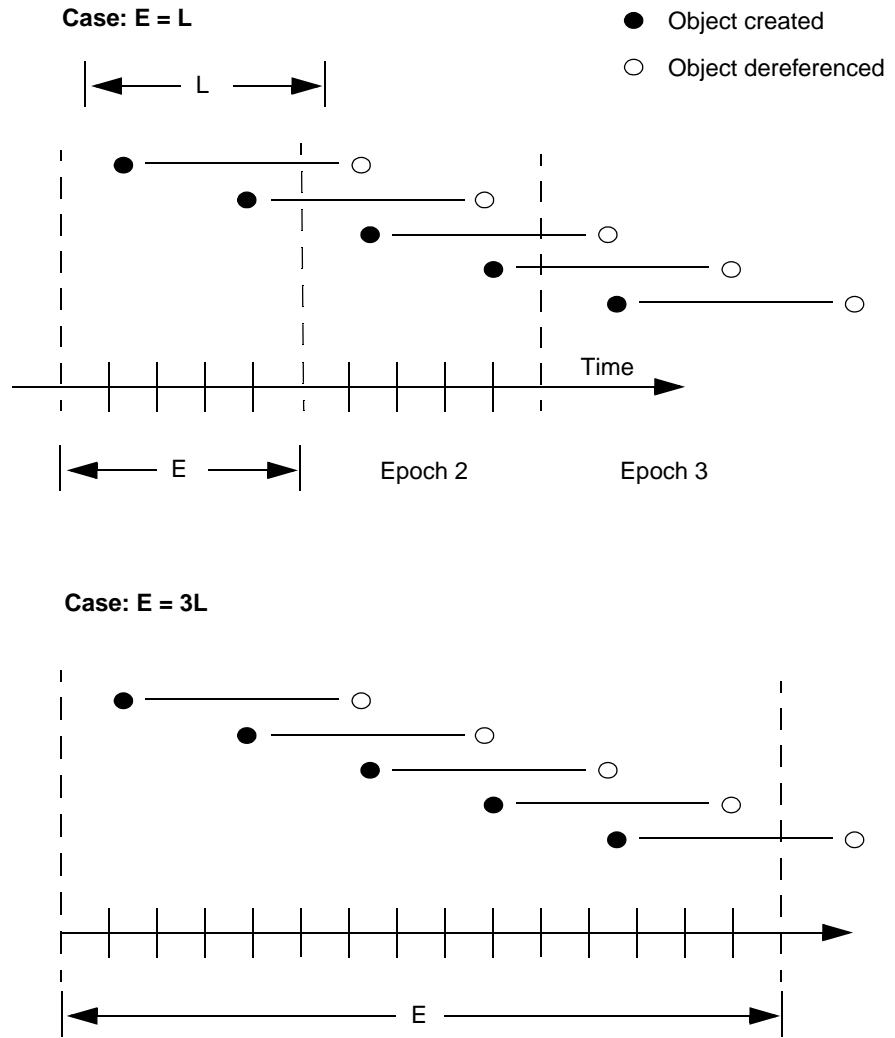 Case: E = L
Object created
Object dereferenced
L
Time
E
Epoch 2
Epoch 3
Case: E = 3L
E